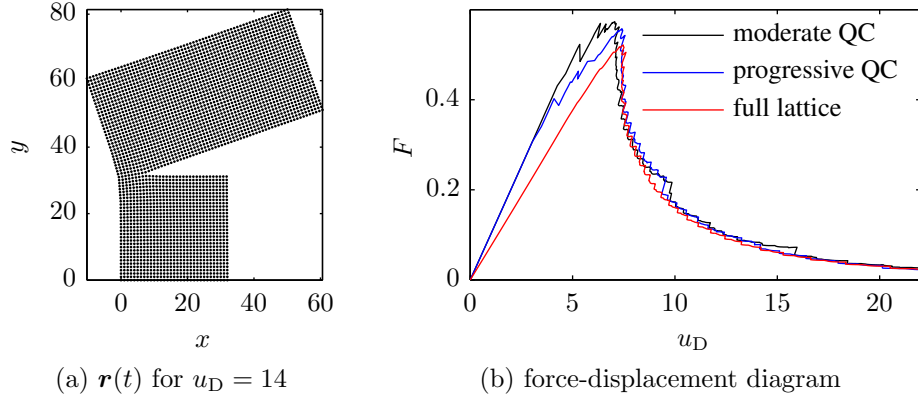 80
60
40
20
0
0
20
40
60
y
x
(a) r(t) for u_D = 14
0.4
0.2
0
0
5
10
15
20
F
u_D
moderate QC
progressive QC
full lattice
(b) force-displacement diagram